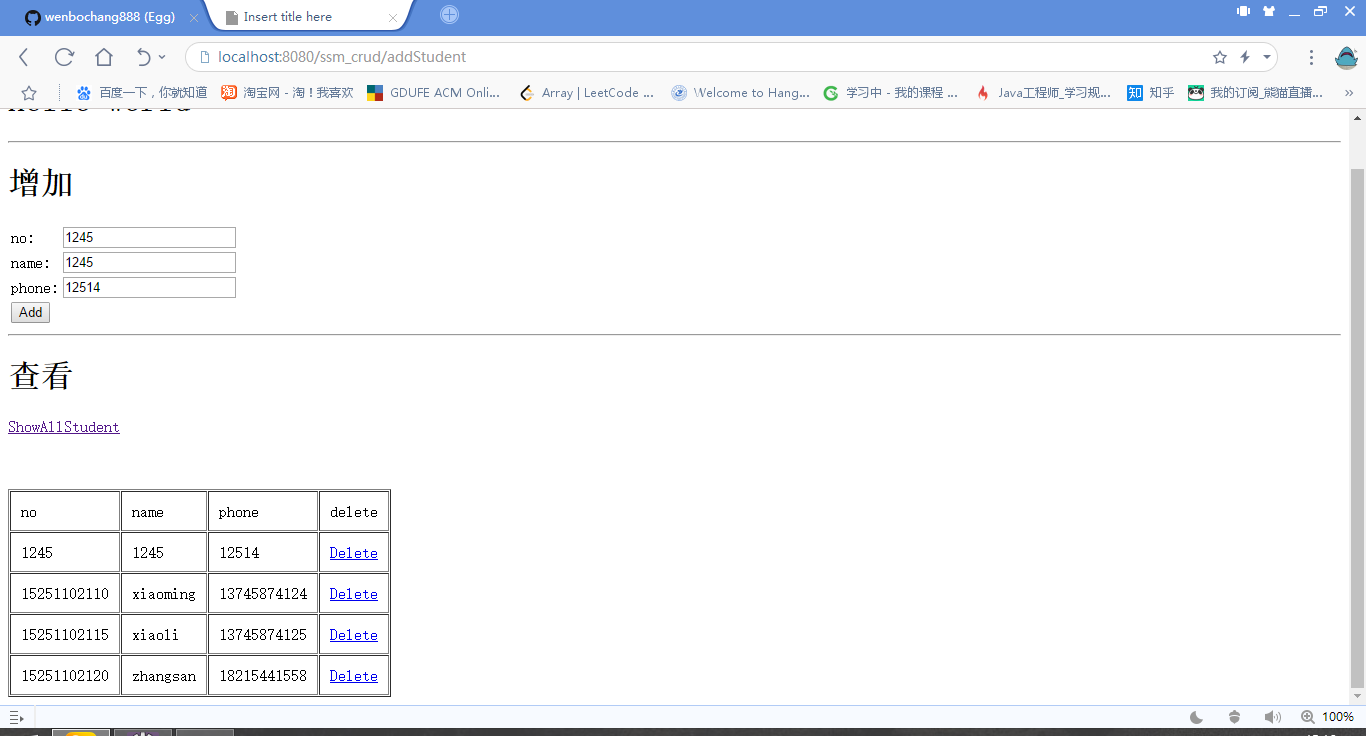 wenbochang888 (Egg)
Insert title here
localhost:8080/ssm_crud/addStudent
百度一下，你就知道
淘宝网 - 淘！我喜欢
GDUFE ACM Onli...
Array | LeetCode ...
Welcome to Hang...
学习中 - 我的课程 ...
Java工程师_学习规...
知乎
我的订阅_熊猫直播...
增加
no: 1245
name: 1245
phone: 12514
Add
查看
ShowAllStudent
no name phone delete
1245 1245 12514 Delete
15251102110 xiaoming 13745874124 Delete
15251102115 xiaoli 13745874125 Delete
15251102120 zhangsan 18215441558 Delete
100%